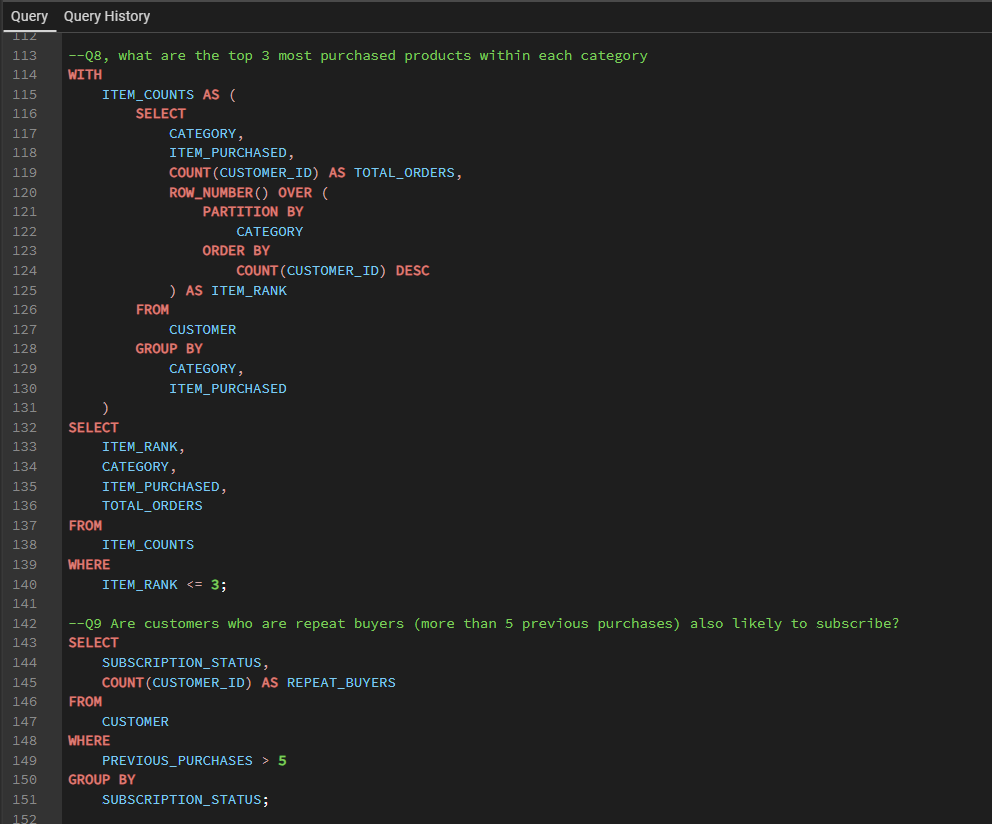 Query Query History
112
113 --Q8, what are the top 3 most purchased products within each category
114 WITH
115     ITEM_COUNTS AS (
116         SELECT
117             CATEGORY,
118             ITEM_PURCHASED,
119             COUNT(CUSTOMER_ID) AS TOTAL_ORDERS,
120             ROW_NUMBER() OVER (
121                 PARTITION BY
122                     CATEGORY
123                 ORDER BY
124                     COUNT(CUSTOMER_ID) DESC
125             ) AS ITEM_RANK
126         FROM
127             CUSTOMER
128         GROUP BY
129             CATEGORY,
130             ITEM_PURCHASED
131     )
132 SELECT
133     ITEM_RANK,
134     CATEGORY,
135     ITEM_PURCHASED,
136     TOTAL_ORDERS
137 FROM
138     ITEM_COUNTS
139 WHERE
140     ITEM_RANK <= 3;
141
142 --Q9 Are customers who are repeat buyers (more than 5 previous purchases) also likely to subscribe?
143 SELECT
144     SUBSCRIPTION_STATUS,
145     COUNT(CUSTOMER_ID) AS REPEAT_BUYERS
146 FROM
147     CUSTOMER
148 WHERE
149     PREVIOUS_PURCHASES > 5
150 GROUP BY
151     SUBSCRIPTION_STATUS;
152